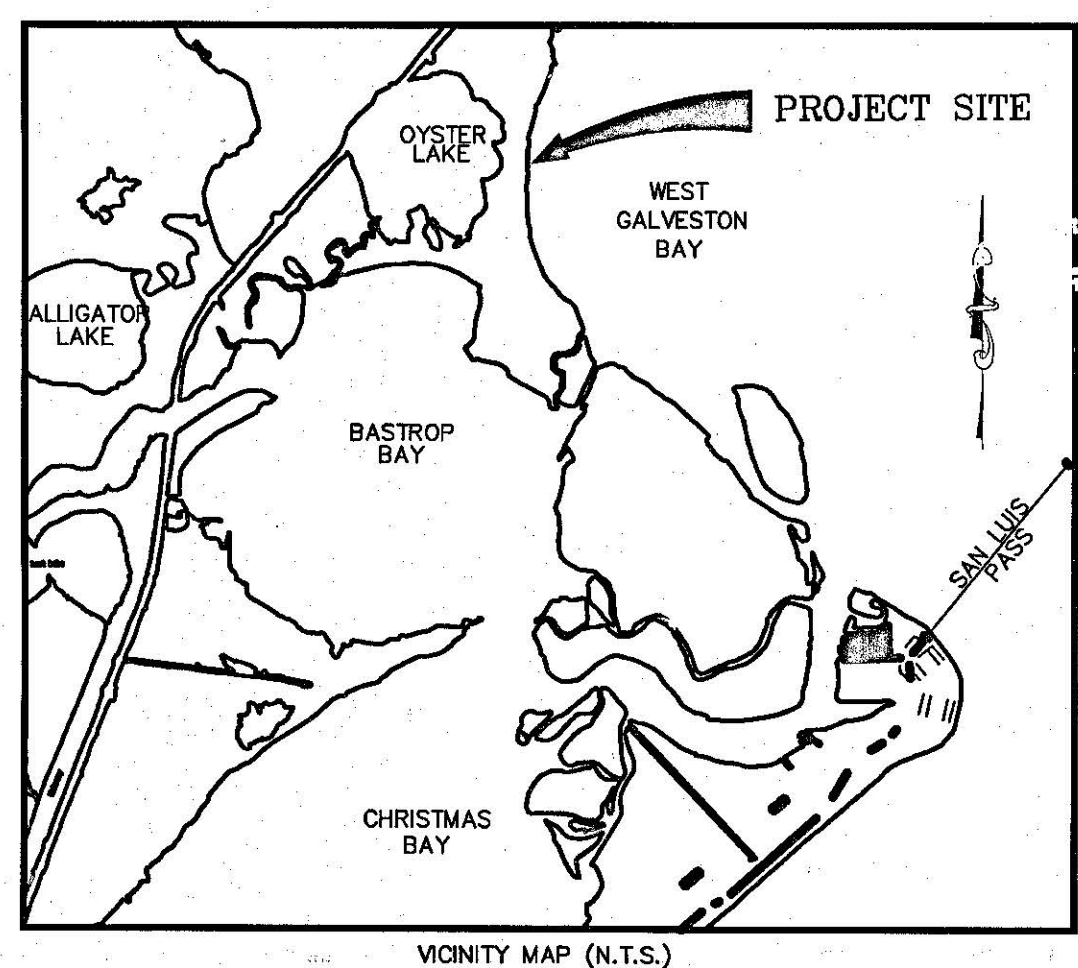 PROJECT SITE
OYSTER
LAKE
WEST
GALVESTON
BAY
ALLIGATOR
LAKE
BASTROP
BAY
SAN LUIS
PASS
CHRISTMAS
BAY
VICINITY MAP (N.T.S.)